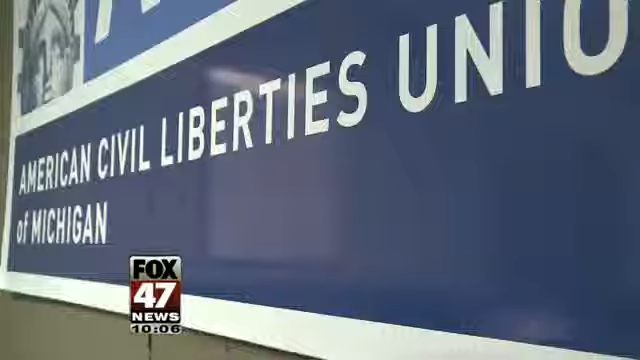 AMERICAN CIVIL LIBERTIES UNIO
of MICHIGAN
FOX
47
NEWS
10:06